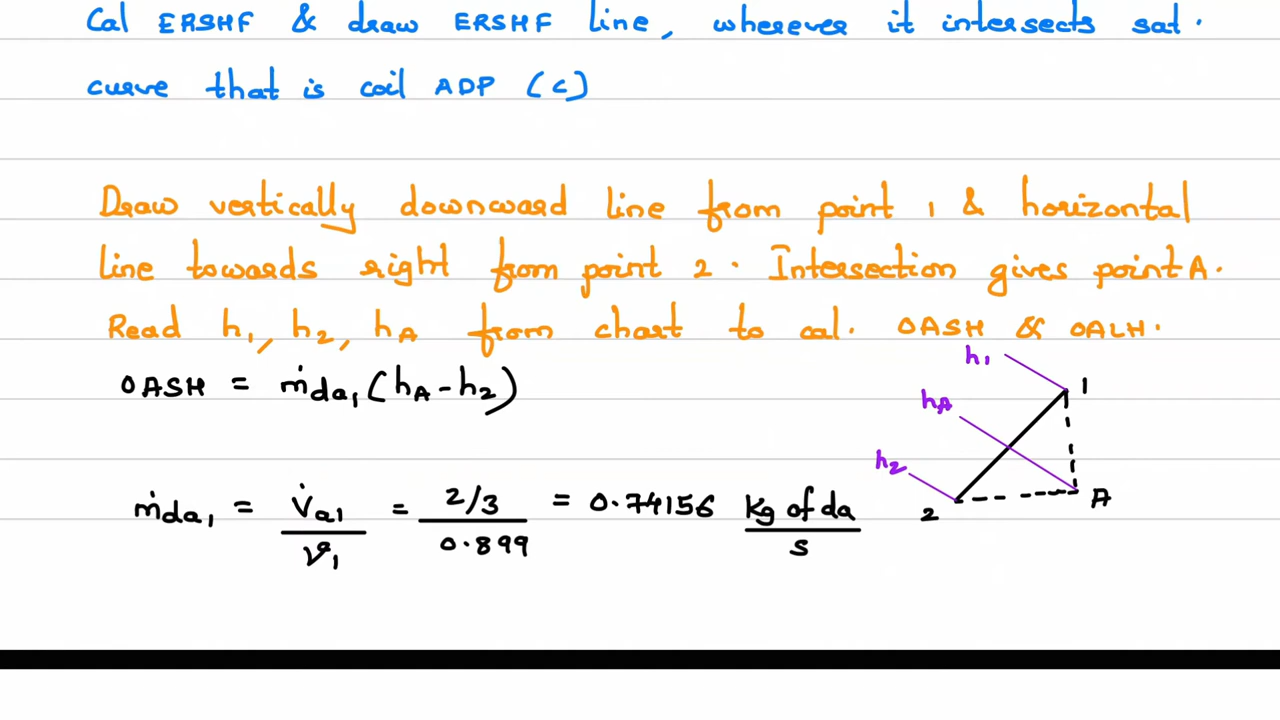 Cal ERSHF & draw ERSHF line, wherever it intersects sat.
curve that is coil ADP (c)
Draw vertically downward line from point 1 & horizontal
line towards right from point 2. Intersection gives point A.
Read h₁, h₂, hA from chart to cal. OASH & OALH.
OASH = ṁda₁ (hA - h₂)
h₁
1
hA
h₂
2
A
ṁda₁ = V̇a₁ / v₁ = 2/3 / 0.899 = 0.74156 Kg of da / s